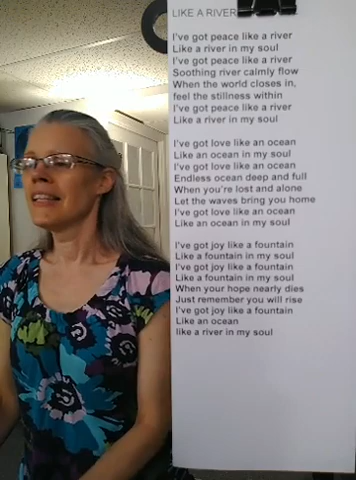 LIKE A RIVER
I've got peace like a river
Like a river in my soul
I've got peace like a river
Soothing river calmly flow
When the world closes in,
feel the stillness within
I've got peace like a river
Like a river in my soul
I've got love like an ocean
Like an ocean in my soul
I've got love like an ocean
Endless ocean deep and full
When you're lost and alone
Let the waves bring you home
I've got love like an ocean
Like an ocean in my soul
I've got joy like a fountain
Like a fountain in my soul
I've got joy like a fountain
Like a fountain in my soul
When your hope nearly dies
Just remember you will rise
I've got joy like a fountain
Like an ocean
like a river in my soul